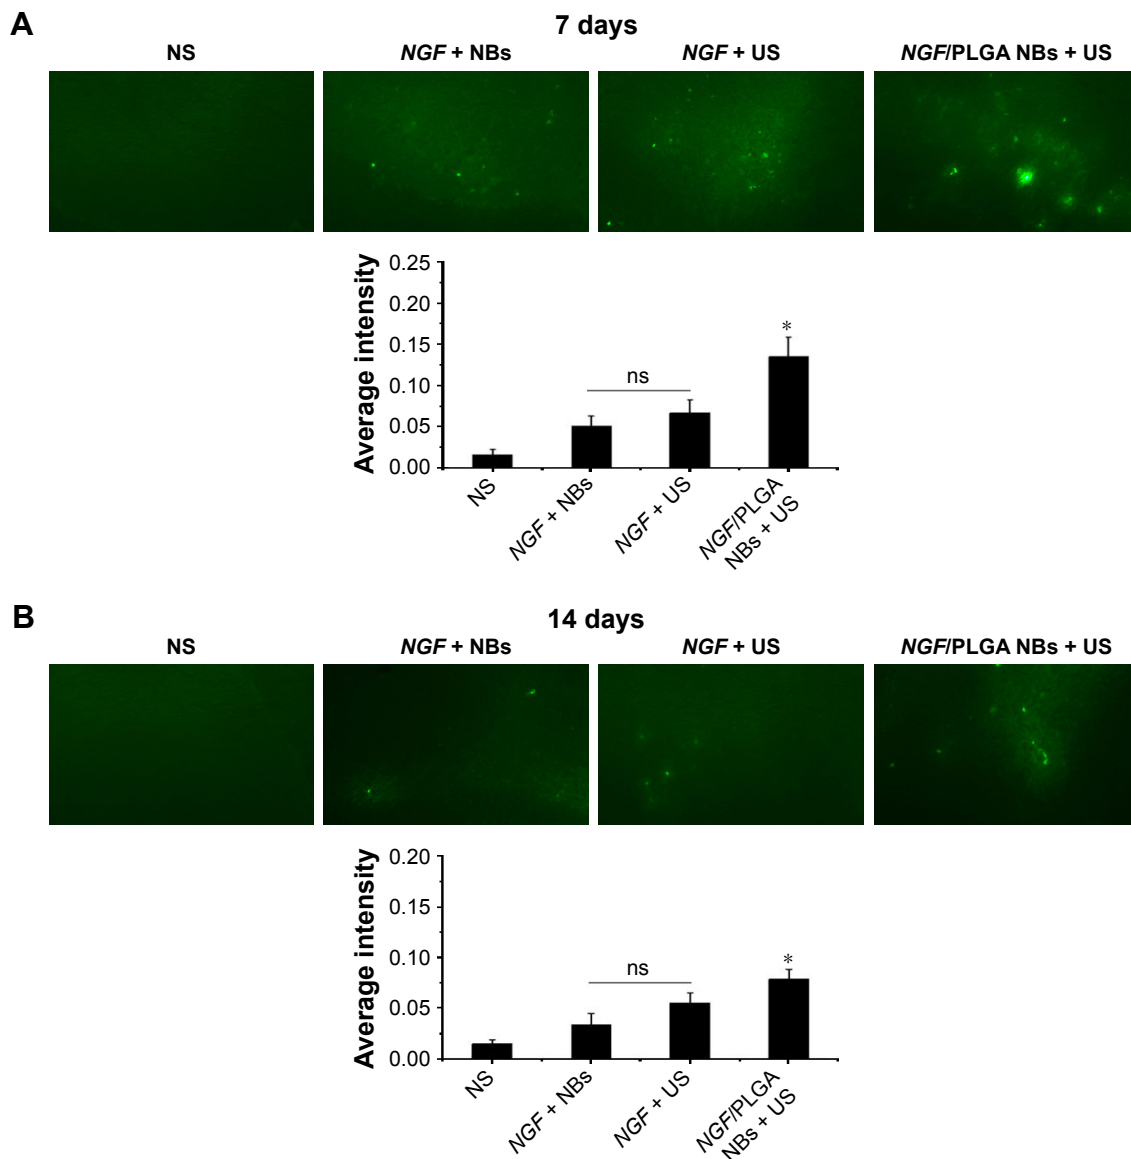 A
7 days
NS
NGF + NBs
NGF + US
NGF/PLGA NBs + US
Average intensity
0.25
0.20
0.15
0.10
0.05
0.00
ns
*
NS
NGF + NBs
NGF + US
NGF/PLGA
NBs + US
B
14 days
NS
NGF + NBs
NGF + US
NGF/PLGA NBs + US
Average intensity
0.20
0.15
0.10
0.05
0.00
ns
*
NS
NGF + NBs
NGF + US
NGF/PLGA
NBs + US